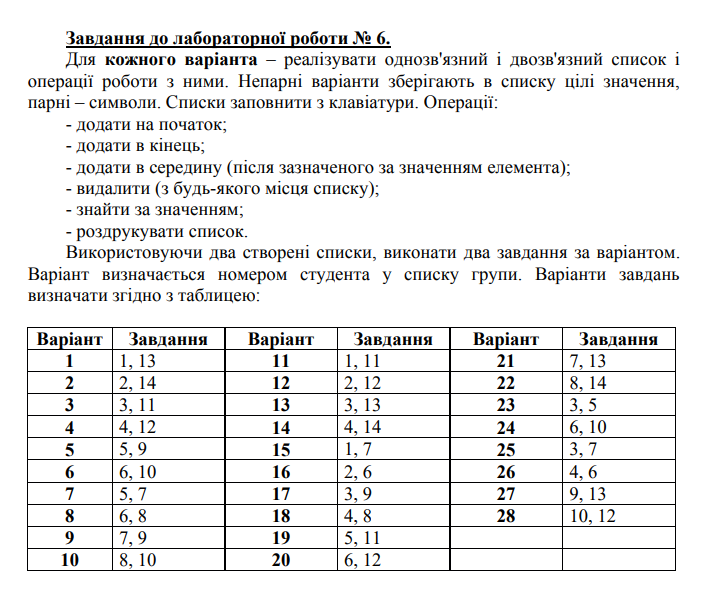 Завдання до лабораторної роботи № 6.
Для кожного варіанта – реалізувати однозв'язний і двозв'язний список і
операції роботи з ними. Непарні варіанти зберігають в списку цілі значення,
парні – символи. Списки заповнити з клавіатури. Операції:
- додати на початок;
- додати в кінець;
- додати в середину (після зазначеного за значенням елемента);
- видалити (з будь-якого місця списку);
- знайти за значенням;
- роздрукувати список.
Використовуючи два створені списки, виконати два завдання за варіантом.
Варіант визначається номером студента у списку групи. Варіанти завдань
визначати згідно з таблицею:
Варіант Завдання Варіант Завдання Варіант Завдання
1 1, 13 11 1, 11 21 7, 13
2 2, 14 12 2, 12 22 8, 14
3 3, 11 13 3, 13 23 3, 5
4 4, 12 14 4, 14 24 6, 10
5 5, 9 15 1, 7 25 3, 7
6 6, 10 16 2, 6 26 4, 6
7 5, 7 17 3, 9 27 9, 13
8 6, 8 18 4, 8 28 10, 12
9 7, 9 19 5, 11
10 8, 10 20 6, 12